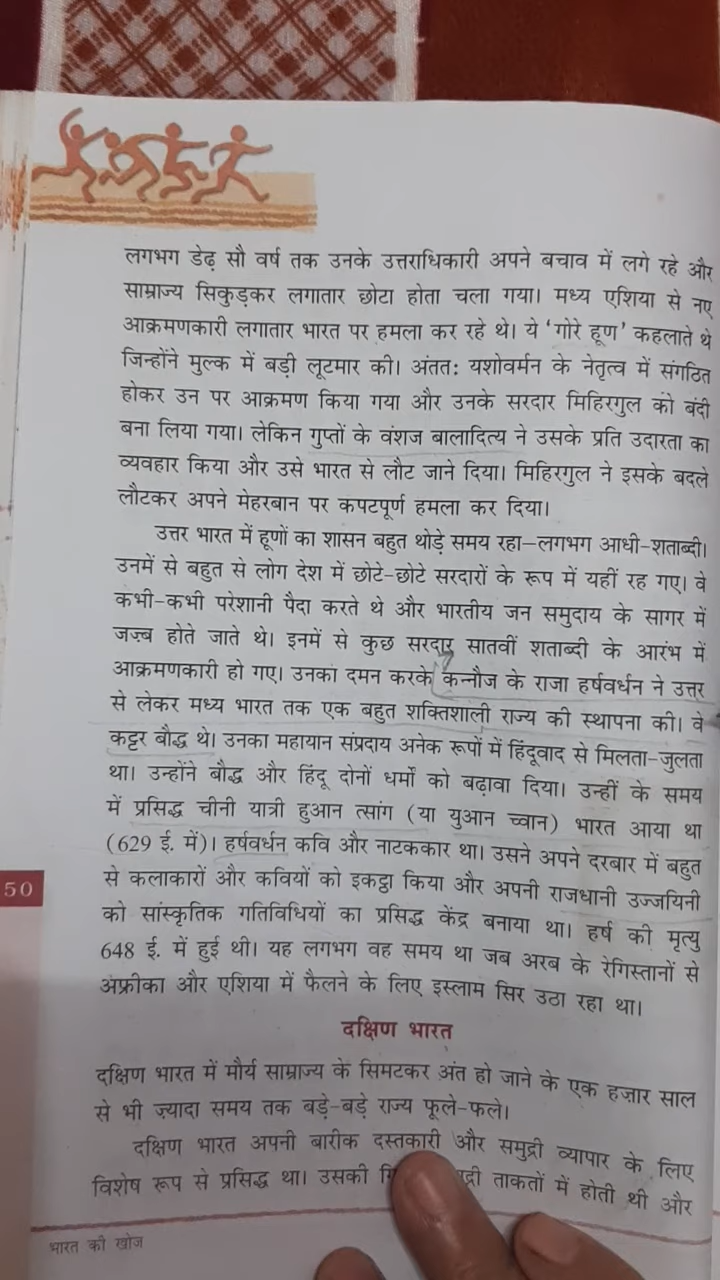 लगभग डेढ़ सौ वर्ष तक उनके उत्तराधिकारी अपने बचाव में लगे रहे और
साम्राज्य सिकुड़कर लगातार छोटा होता चला गया। मध्य एशिया से नए
आक्रमणकारी लगातार भारत पर हमला कर रहे थे। ये ‘गोरे हूण’ कहलाते थे
जिन्होंने मुल्क में बड़ी लूटमार की। अंततः यशोवर्मन के नेतृत्व में संगठित
होकर उन पर आक्रमण किया गया और उनके सरदार मिहिरगुल को बंदी
बना लिया गया। लेकिन गुप्तों के वंशज बालादित्य ने उसके प्रति उदारता का
व्यवहार किया और उसे भारत से लौट जाने दिया। मिहिरगुल ने इसके बदले
लौटकर अपने मेहरबान पर कपटपूर्ण हमला कर दिया।
उत्तर भारत में हूणों का शासन बहुत थोड़े समय रहा–लगभग आधी-शताब्दी।
उनमें से बहुत से लोग देश में छोटे-छोटे सरदारों के रूप में यहीं रह गए। वे
कभी-कभी परेशानी पैदा करते थे और भारतीय जन समुदाय के सागर में
जज़्ब होते जाते थे। इनमें से कुछ सरदार सातवीं शताब्दी के आरंभ में
आक्रमणकारी हो गए। उनका दमन करके कन्नौज के राजा हर्षवर्धन ने उत्तर
से लेकर मध्य भारत तक एक बहुत शक्तिशाली राज्य की स्थापना की। वे
कट्टर बौद्ध थे। उनका महायान संप्रदाय अनेक रूपों में हिंदूवाद से मिलता-जुलता
था। उन्होंने बौद्ध और हिंदू दोनों धर्मों को बढ़ावा दिया। उन्हीं के समय
में प्रसिद्ध चीनी यात्री हुआन त्सांग (या युआन च्वान) भारत आया था
(629 ई. में)। हर्षवर्धन कवि और नाटककार था। उसने अपने दरबार में बहुत
से कलाकारों और कवियों को इकट्ठा किया और अपनी राजधानी उज्जयिनी
को सांस्कृतिक गतिविधियों का प्रसिद्ध केंद्र बनाया था। हर्ष की मृत्यु
648 ई. में हुई थी। यह लगभग वह समय था जब अरब के रेगिस्तानों से
अफ़्रीका और एशिया में फैलने के लिए इस्लाम सिर उठा रहा था।
50
दक्षिण भारत
दक्षिण भारत में मौर्य साम्राज्य के सिमटकर अंत हो जाने के एक हज़ार साल
से भी ज़्यादा समय तक बड़े-बड़े राज्य फूले-फले।
दक्षिण भारत अपनी बारीक दस्तकारी और समुद्री व्यापार के लिए
विशेष रूप से प्रसिद्ध था। उसकी ताकतों में होती थी और
भारत की खोज